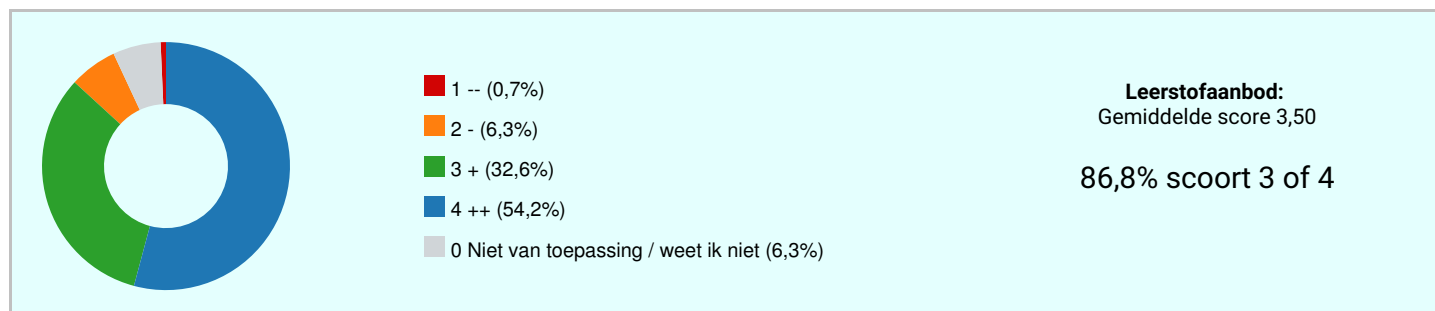 1 -- (0,7%)
2 - (6,3%)
3 + (32,6%)
4 ++ (54,2%)
0 Niet van toepassing / weet ik niet (6,3%)
Leerstofaanbod:
Gemiddelde score 3,50
86,8% scoort 3 of 4